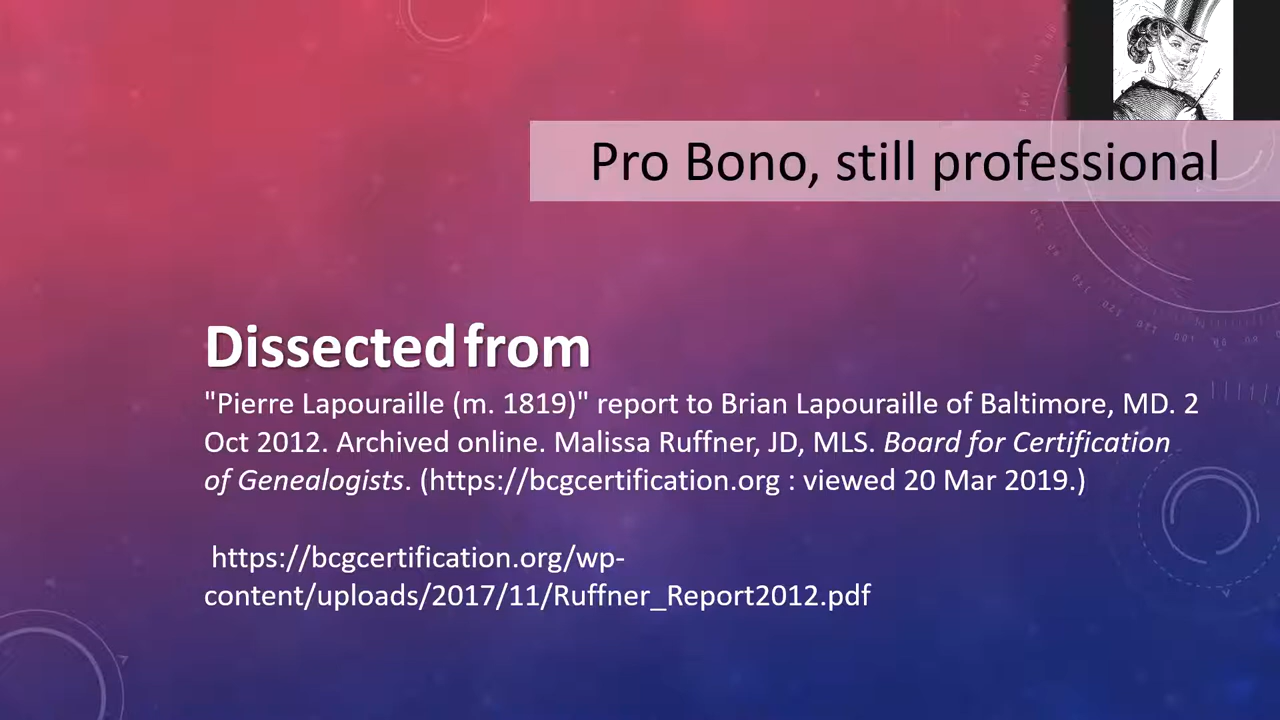 Pro Bono, still professional
Dissected from
"Pierre Lapouraille (m. 1819)" report to Brian Lapouraille of Baltimore, MD. 2
Oct 2012. Archived online. Malissa Ruffner, JD, MLS. Board for Certification
of Genealogists. (https://bcgcertification.org : viewed 20 Mar 2019.)
https://bcgcertification.org/wp-
content/uploads/2017/11/Ruffner_Report2012.pdf